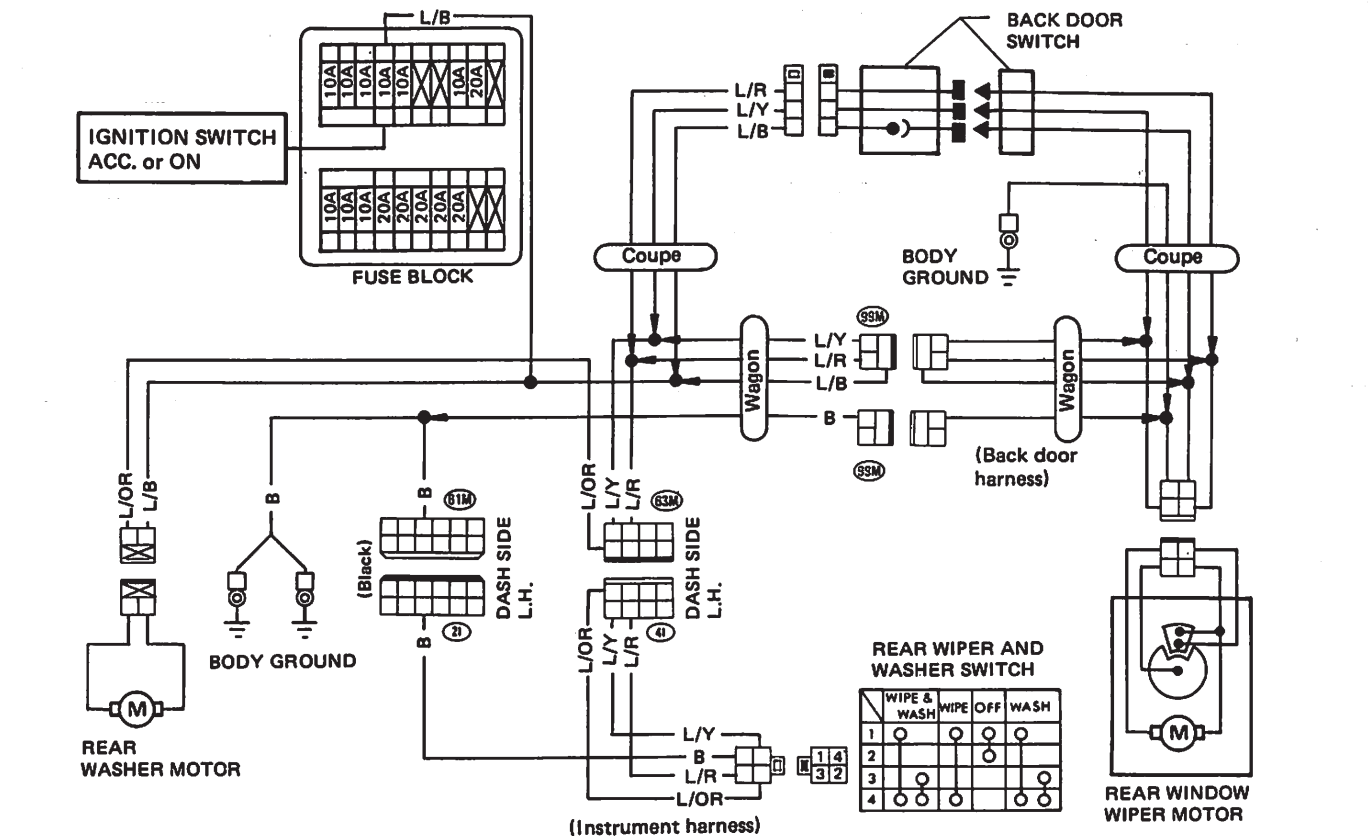 L/B
BACK DOOR
SWITCH
10A 10A 10A 10A 10A 10A 20A
IGNITION SWITCH
ACC. or ON
10A 10A 10A 20A 20A 20A 20A 20A
FUSE BLOCK
L/R
L/Y
L/B
Coupe
BODY
GROUND
Coupe
99M
L/Y
L/R
L/B
Wagon
Wagon
B
99M
(Back door
harness)
L/OR
L/B
B
B
61M
L/OR
L/Y
L/R
63M
(Black)
DASH SIDE
L.H.
DASH SIDE
L.H.
21
41
B
L/OR
L/Y
L/R
BODY GROUND
REAR WIPER AND
WASHER SWITCH
WIPE & WASH WIPE OFF WASH
1
2
3
4
M
REAR
WASHER MOTOR
L/Y
B
L/R
L/OR
1 4
3 2
M
REAR WINDOW
WIPER MOTOR
(Instrument harness)